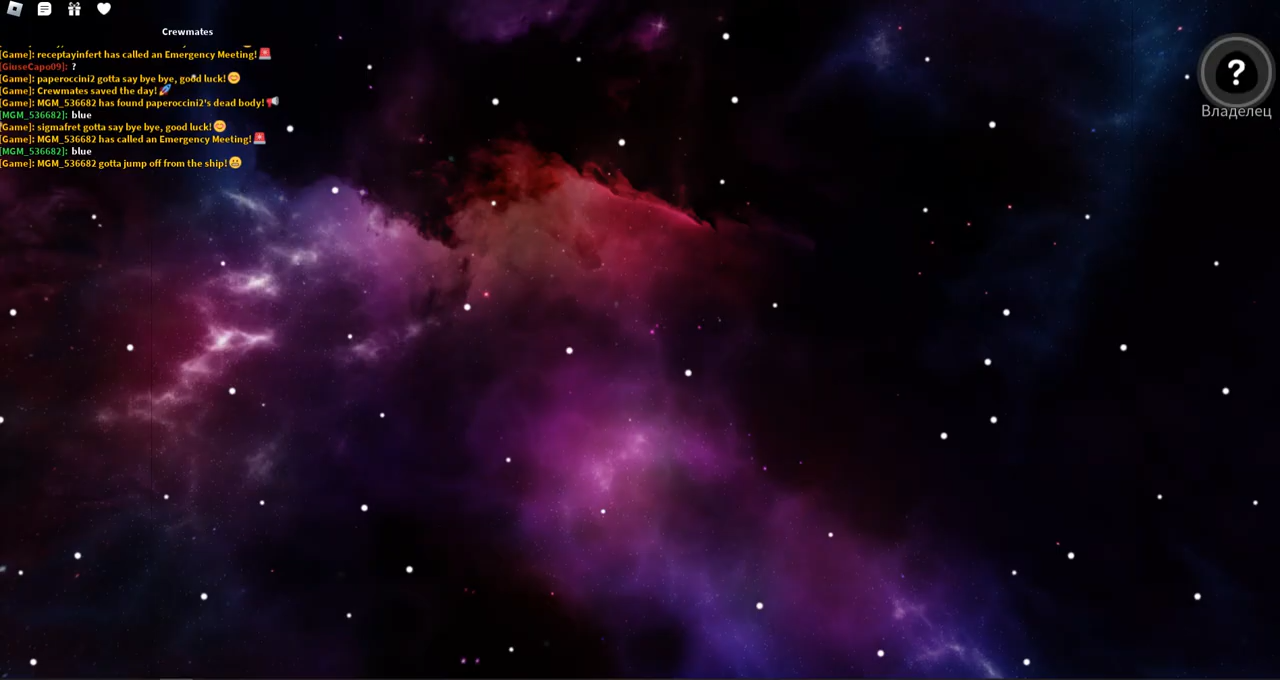 Crewmates
[Game]: receptayinfert has called an Emergency Meeting!🚨
[GiuseCapo09]: ?
[Game]: paperoccini2 gotta say bye bye, good luck!😊
[Game]: Crewmates saved the day!🚀
[Game]: MGM_536682 has found paperoccini2's dead body!📢
[MGM_536682]: blue
[Game]: sigmafret gotta say bye bye, good luck!😊
[Game]: MGM_536682 has called an Emergency Meeting!🚨
[MGM_536682]: blue
[Game]: MGM_536682 gotta jump off from the ship!😬
?
Владелец